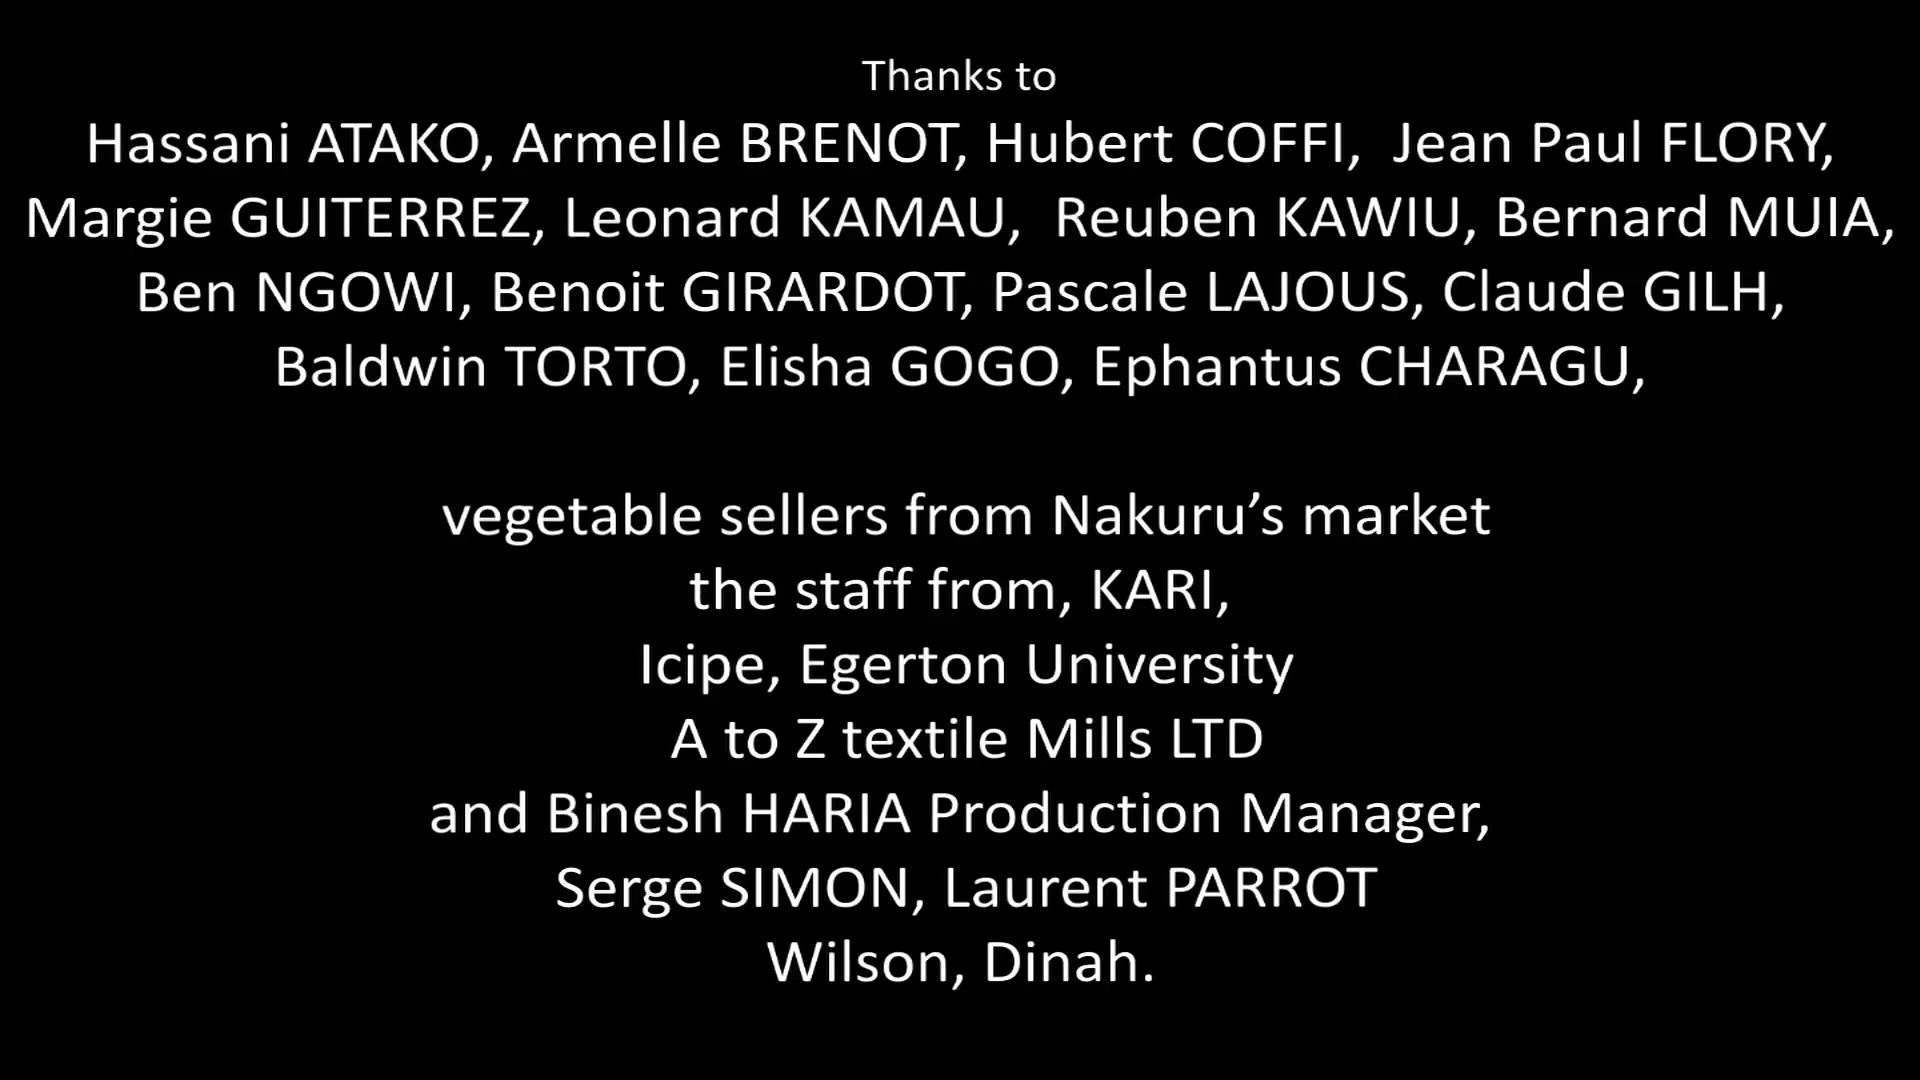 Thanks to
Hassani ATAKO, Armelle BRENOT, Hubert COFFI, Jean Paul FLORY,
Margie GUITERREZ, Leonard KAMAU, Reuben KAWIU, Bernard MUIA,
Ben NGOWI, Benoit GIRARDOT, Pascale LAJOUS, Claude GILH,
Baldwin TORTO, Elisha GOGO, Ephantus CHARAGU,
vegetable sellers from Nakuru’s market
the staff from, KARI,
Icipe, Egerton University
A to Z textile Mills LTD
and Binesh HARIA Production Manager,
Serge SIMON, Laurent PARROT
Wilson, Dinah.